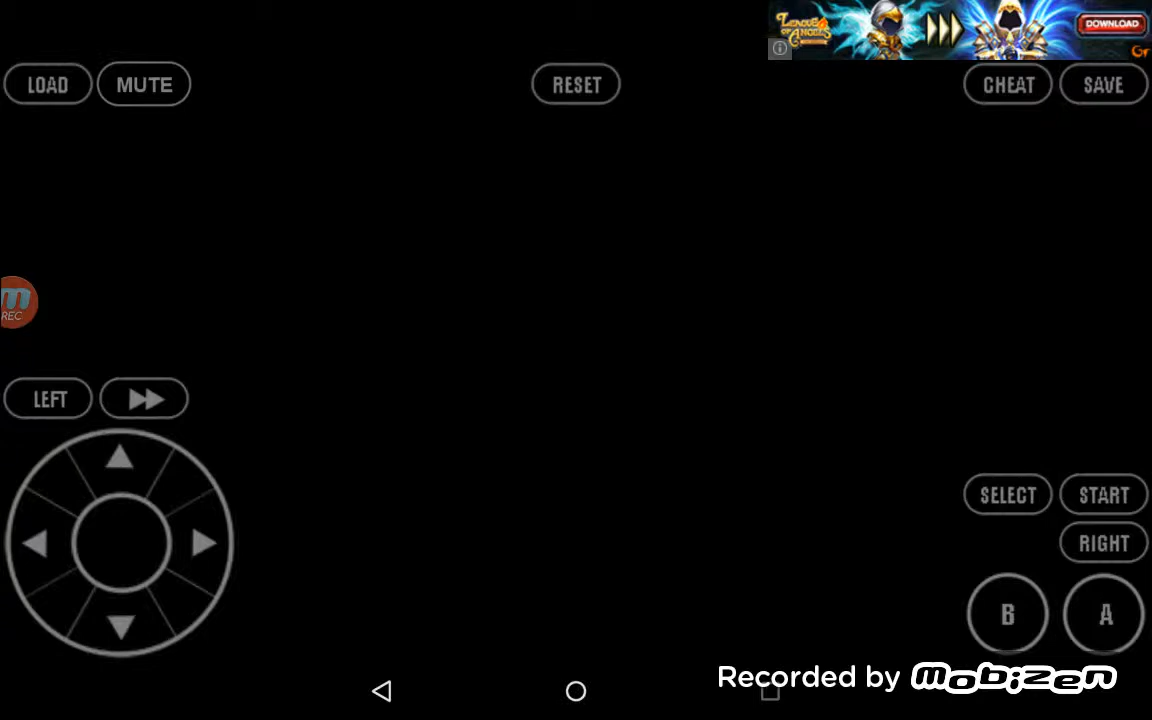 LEAGUE
OF ANGELS
DOWNLOAD
LOAD
MUTE
RESET
CHEAT
SAVE
REC
LEFT
SELECT
START
RIGHT
B
A
Recorded by mobizen